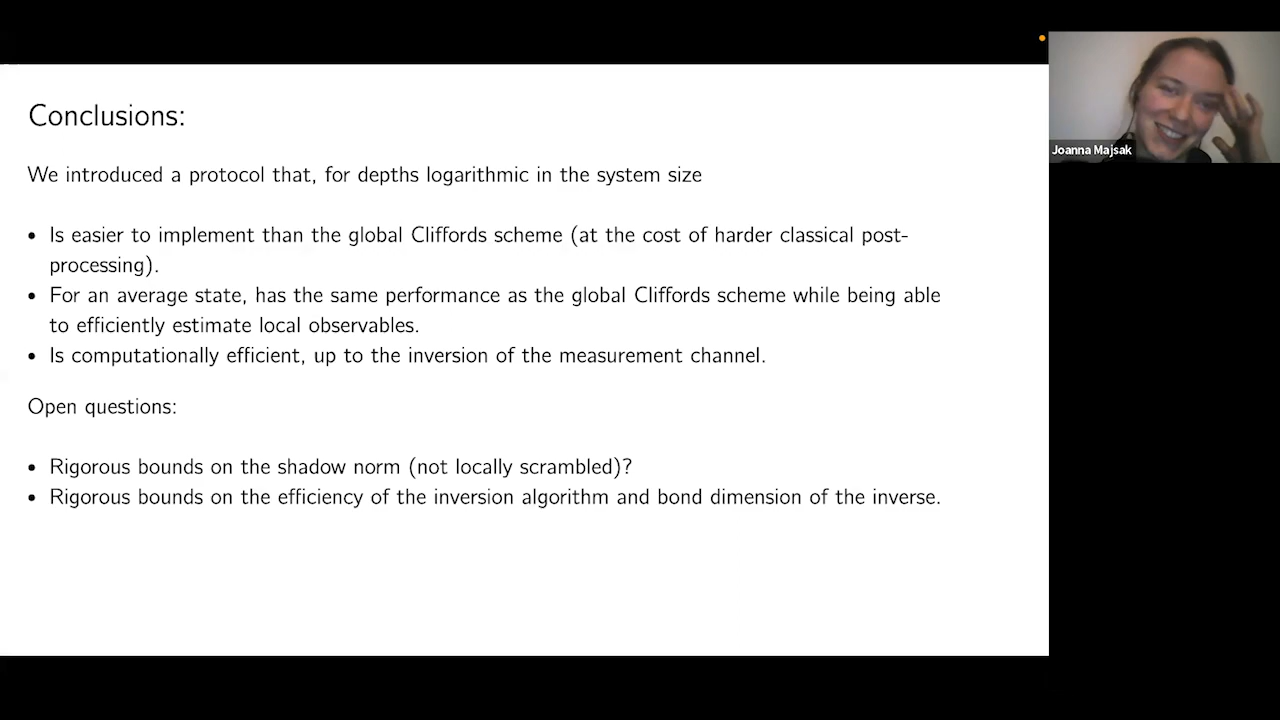 Conclusions:
Joanna Majsak
We introduced a protocol that, for depths logarithmic in the system size
• Is easier to implement than the global Cliffords scheme (at the cost of harder classical post-
processing).
• For an average state, has the same performance as the global Cliffords scheme while being able
to efficiently estimate local observables.
• Is computationally efficient, up to the inversion of the measurement channel.
Open questions:
• Rigorous bounds on the shadow norm (not locally scrambled)?
• Rigorous bounds on the efficiency of the inversion algorithm and bond dimension of the inverse.